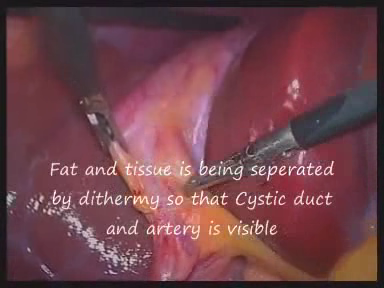 Fat and tissue is being seperated
by dithermy so that Cystic duct
and artery is visible